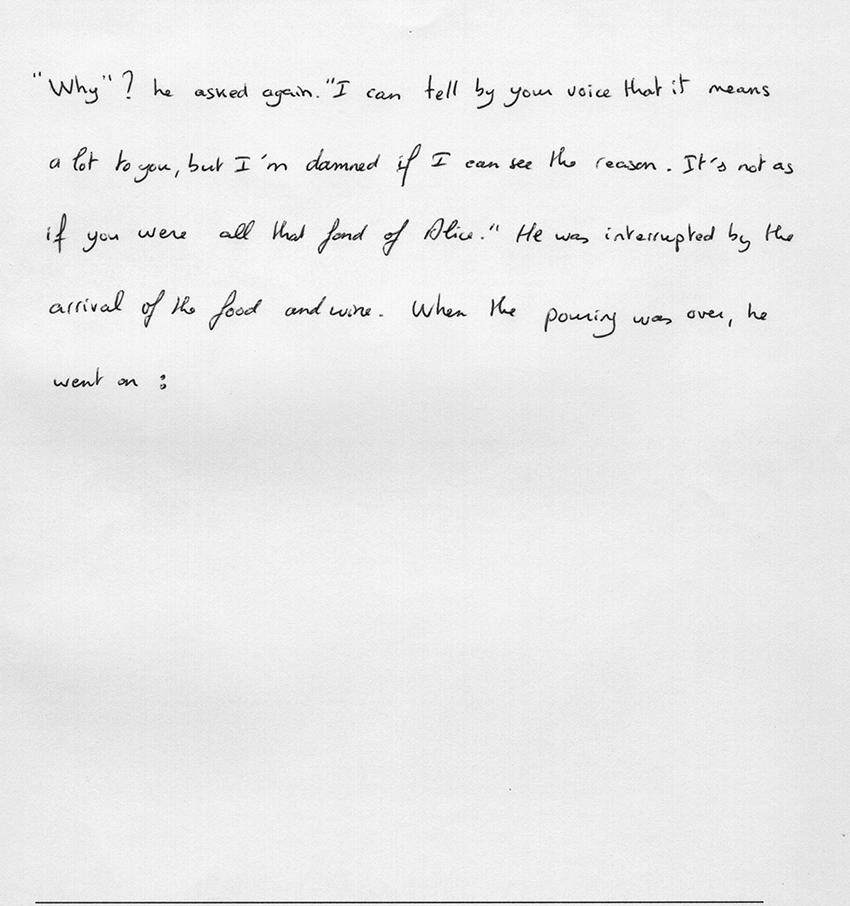 "Why"? he asked again. "I can tell by your voice that it means
a lot to you, but I'm damned if I can see the reason. It's not as
if you were all that fond of Alice." He was interrupted by the
arrival of the food and wine. When the pouring was over, he
went on :